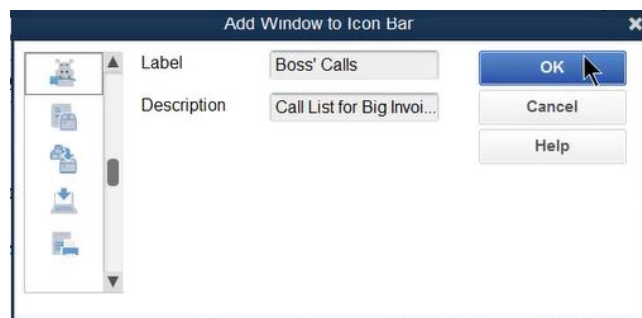 Add Window to Icon Bar
Label
Boss' Calls
OK
Description
Call List for Big Invoi...
Cancel
Help